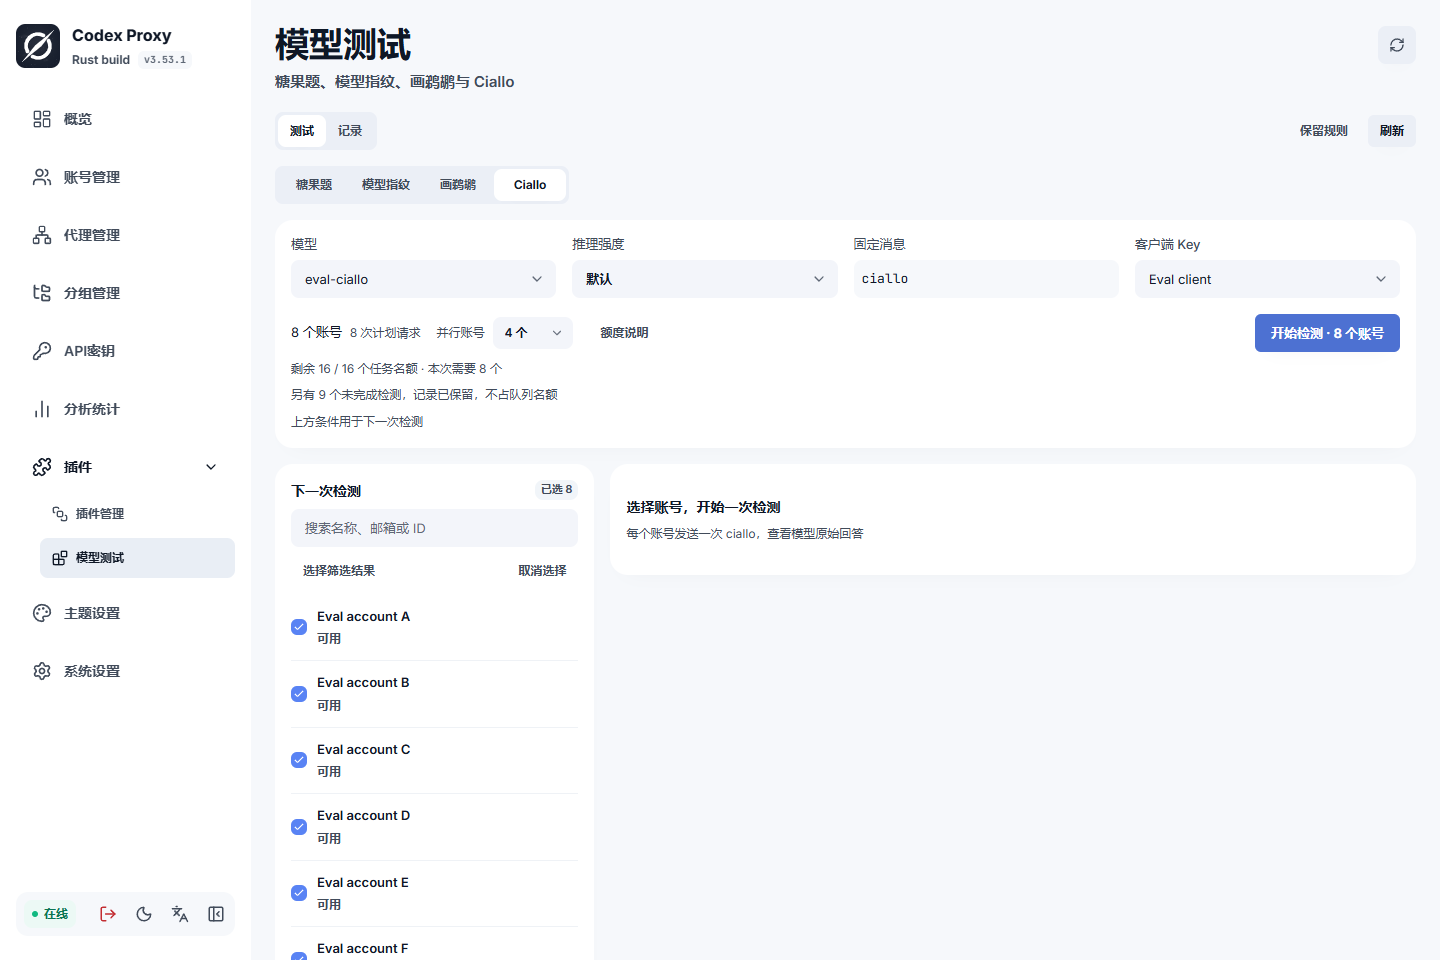 Codex Proxy
Rust build v3.53.1
概览
账号管理
代理管理
分组管理
API密钥
分析统计
插件
插件管理
模型测试
主题设置
系统设置
在线
模型测试
糖果题、模型指纹、画鹈鹕与 Ciallo
测试 记录
保留规则 刷新
糖果题 模型指纹 画鹈鹕 Ciallo
模型 推理强度 固定消息 客户端 Key
eval-ciallo 默认 ciallo Eval client
8 个账号 8 次计划请求 并行账号 4 个 额度说明
开始检测 · 8 个账号
剩余 16 / 16 个任务名额 · 本次需要 8 个
另有 9 个未完成检测，记录已保留，不占队列名额
上方条件用于下一次检测
下一次检测 已选 8
搜索名称、邮箱或 ID
选择筛选结果 取消选择
Eval account A
可用
Eval account B
可用
Eval account C
可用
Eval account D
可用
Eval account E
可用
Eval account F
选择账号，开始一次检测
每个账号发送一次 ciallo，查看模型原始回答